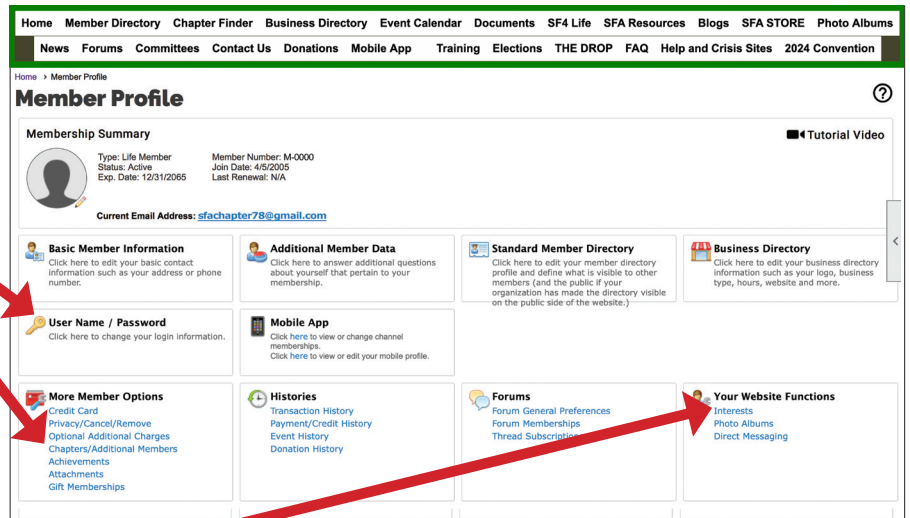 Home Member Directory Chapter Finder Business Directory Event Calendar Documents SF4 Life SFA Resources Blogs SFA STORE Photo Albums
News Forums Committees Contact Us Donations Mobile App Training Elections THE DROP FAQ Help and Crisis Sites 2024 Convention
Home > Member Profile
Member Profile
Membership Summary
Tutorial Video
Type: Life Member Member Number: M-0000
Status: Active Join Date: 4/5/2005
Exp. Date: 12/31/2065 Last Renewal: N/A
Current Email Address: sfachapter78@gmail.com
Basic Member Information
Click here to edit your basic contact
information such as your address or phone
number.
Additional Member Data
Click here to answer additional questions
about yourself that pertain to your
membership.
Standard Member Directory
Click here to edit your member directory
profile and define what is visible to other
members (and the public if your
organization has made the directory visible
on the public side of the website.)
Business Directory
Click here to edit your business directory
information such as your logo, business
type, hours, website and more.
User Name / Password
Click here to change your login information.
Mobile App
Click here to view or change channel
memberships.
Click here to view or edit your mobile profile.
More Member Options
Credit Card
Privacy/Cancel/Remove
Optional Additional Charges
Chapters/Additional Members
Achievements
Attachments
Gift Memberships
Histories
Transaction History
Payment/Credit History
Event History
Donation History
Forums
Forum General Preferences
Forum Memberships
Thread Subscriptions
Your Website Functions
Interests
Photo Albums
Direct Messaging